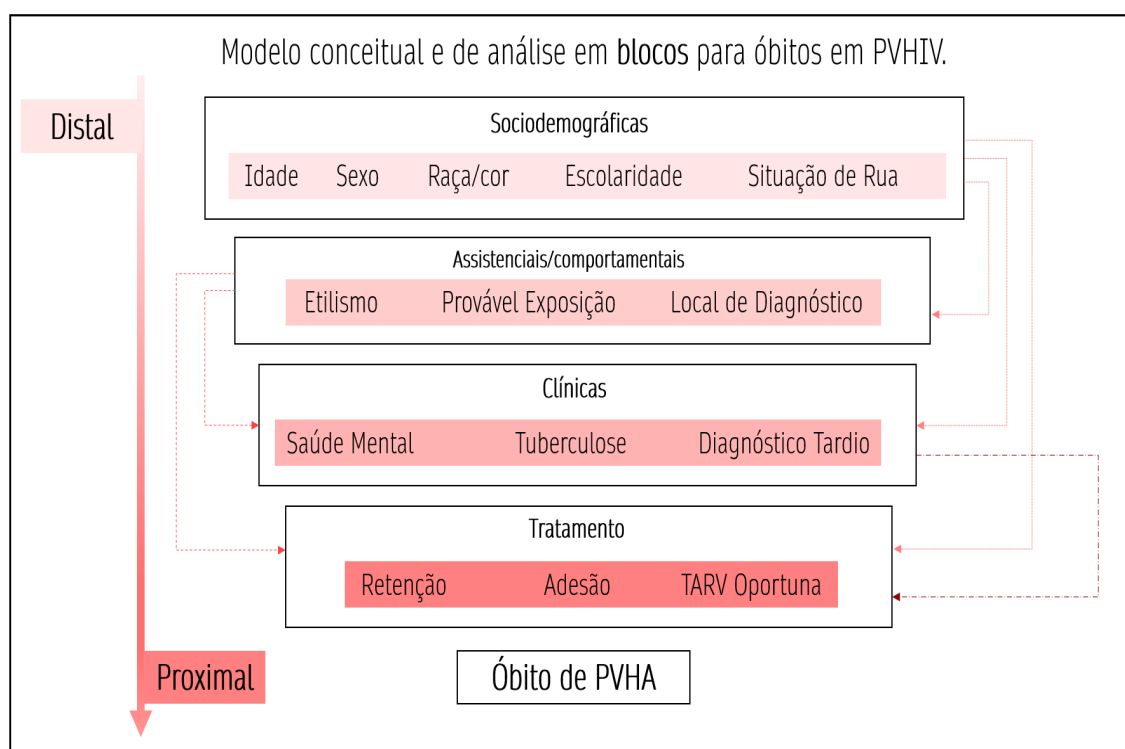 Modelo conceitual e de análise em blocos para óbitos em PVHIV.
Distal
Sociodemográficas
Idade Sexo Raça/cor Escolaridade Situação de Rua
Assistenciais/comportamentais
Etilismo Provável Exposição Local de Diagnóstico
Clínicas
Saúde Mental Tuberculose Diagnóstico Tardio
Tratamento
Retenção Adesão TARV Oportuna
Proximal
Óbito de PVHA